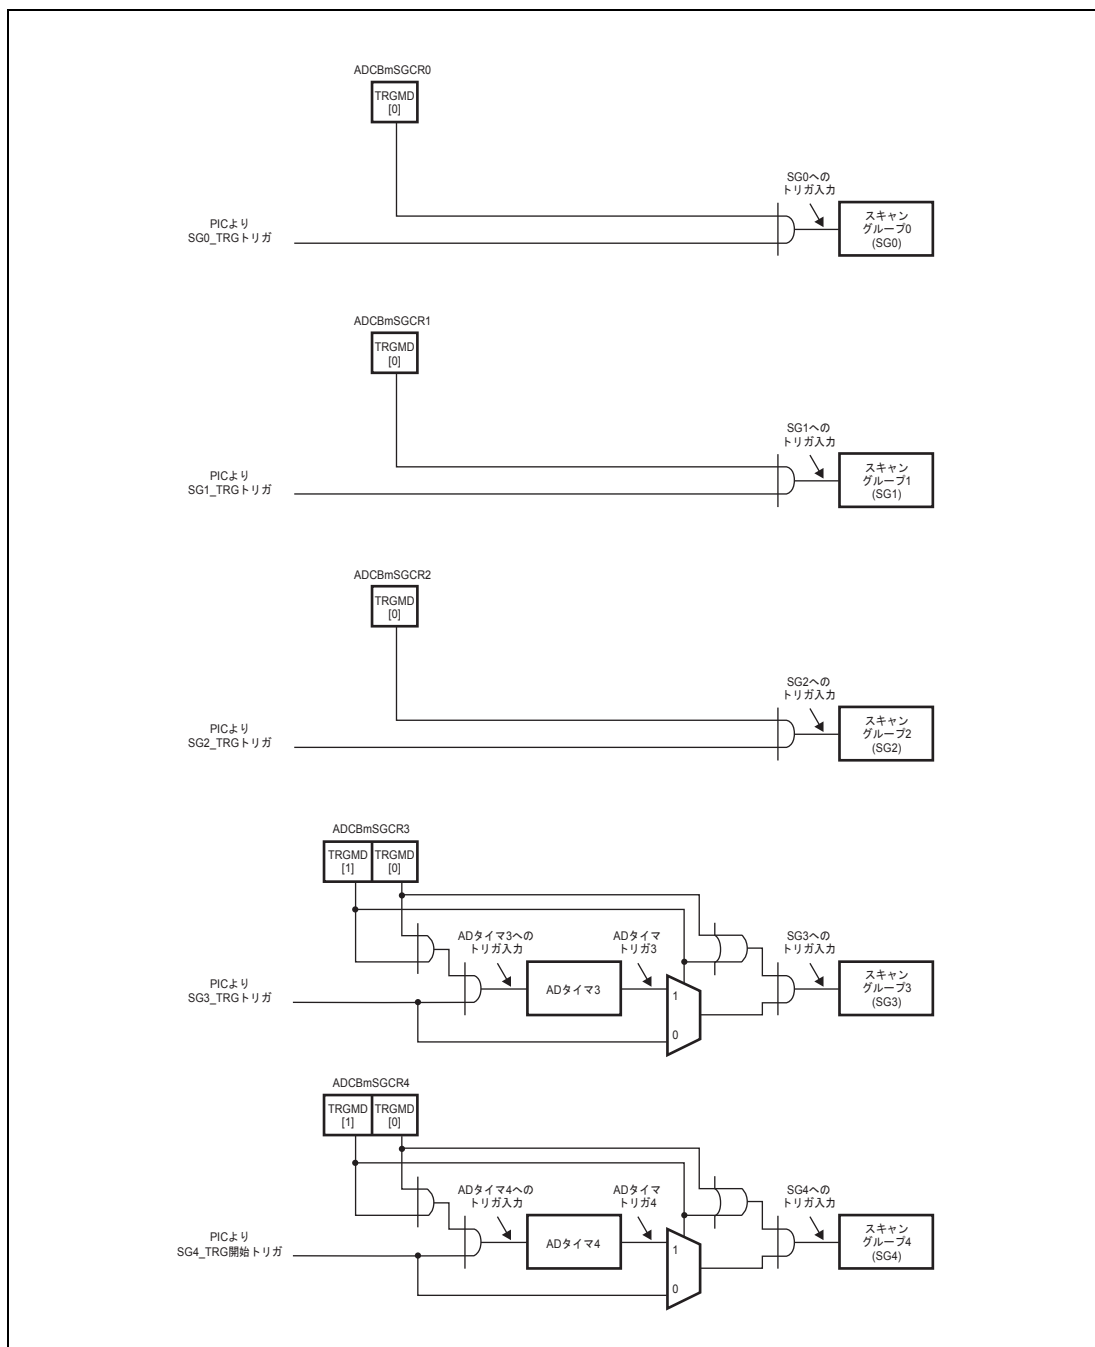 ADCBmSGCR0
TRGMD
[0]
SG0への
トリガ入力
PICより
SG0_TRGトリガ
スキャン
グループ0
(SG0)
ADCBmSGCR1
TRGMD
[0]
SG1への
トリガ入力
PICより
SG1_TRGトリガ
スキャン
グループ1
(SG1)
ADCBmSGCR2
TRGMD
[0]
SG2への
トリガ入力
PICより
SG2_TRGトリガ
スキャン
グループ2
(SG2)
ADCBmSGCR3
TRGMD
[1]
TRGMD
[0]
ADタイマ3への
トリガ入力
ADタイマ
トリガ3
SG3への
トリガ入力
PICより
SG3_TRGトリガ
ADタイマ3
1
0
スキャン
グループ3
(SG3)
ADCBmSGCR4
TRGMD
[1]
TRGMD
[0]
ADタイマ4への
トリガ入力
ADタイマ
トリガ4
SG4への
トリガ入力
PICより
SG4_TRG開始トリガ
ADタイマ4
1
0
スキャン
グループ4
(SG4)